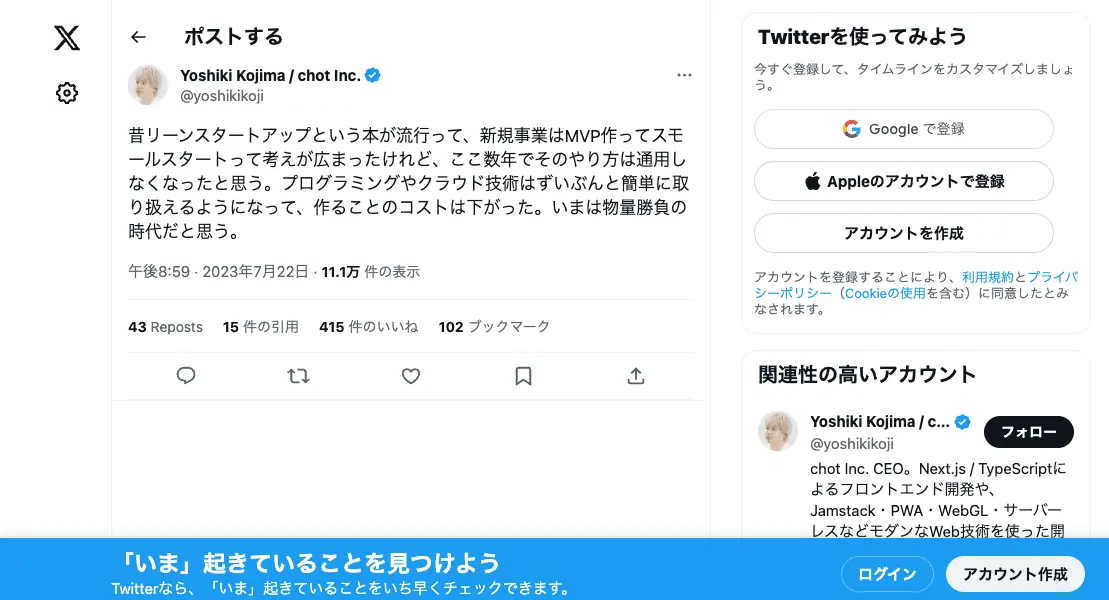 ポストする
Yoshiki Kojima / chot Inc.
@yoshikikoji
昔リーンスタートアップという本が流行って、新規事業はMVP作ってスモ
ールスタートって考えが広まったけれど、ここ数年でそのやり方は通用し
なくなったと思う。プログラミングやクラウド技術はずいぶんと簡単に取
り扱えるようになって、作ることのコストは下がった。いまは物量勝負の
時代だと思う。
午後8:59 · 2023年7月22日 · 11.1万 件の表示
43 Reposts 15 件の引用 415 件のいいね 102 ブックマーク
Twitterを使ってみよう
今すぐ登録して、タイムラインをカスタマイズしましょ
う。
Google で登録
Appleのアカウントで登録
アカウントを作成
アカウントを登録することにより、利用規約とプライバ
シーポリシー（Cookieの使用を含む）に同意したとみ
なされます。
関連性の高いアカウント
Yoshiki Kojima / c...
@yoshikikoji
フォロー
chot Inc. CEO。Next.js / TypeScriptに
よるフロントエンド開発や、
Jamstack・PWA・WebGL・サーバー
レスなどモダンなWeb技術を使った開
「いま」起きていることを見つけよう
Twitterなら、「いま」起きていることをいち早くチェックできます。
ログイン
アカウント作成